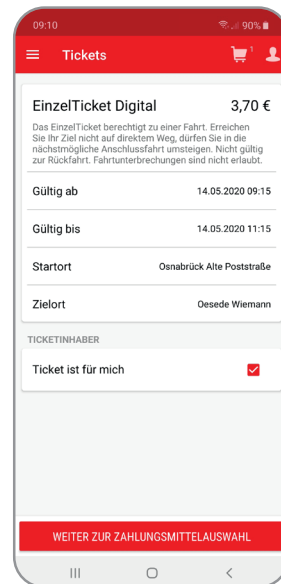 09:10 90%
Tickets 1
EinzelTicket Digital 3,70 €
Das EinzelTicket berechtigt zu einer Fahrt. Erreichen
Sie Ihr Ziel nicht auf direktem Weg, dürfen Sie in die
nächstmögliche Anschlussfahrt umsteigen. Nicht gültig
zur Rückfahrt. Fahrtunterbrechungen sind nicht erlaubt.
Gültig ab 14.05.2020 09:15
Gültig bis 14.05.2020 11:15
Startort Osnabrück Alte Poststraße
Zielort Oesede Wiemann
TICKETINHABER
Ticket ist für mich
WEITER ZUR ZAHLUNGSMITTELAUSWAHL